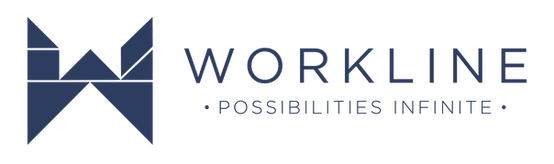 WORKLINE
• POSSIBILITIES INFINITE •